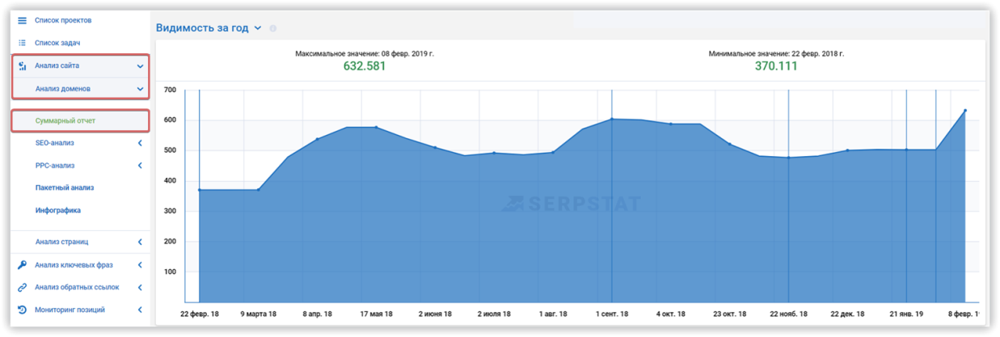 Список проектов
Список задач
Анализ сайта
Анализ доменов
Суммарный отчет
SEO-анализ
PPC-анализ
Пакетный анализ
Инфографика
Анализ страниц
Анализ ключевых фраз
Анализ обратных ссылок
Мониторинг позиций
Видимость за год
Максимальное значение: 08 февр. 2019 г.
632.581
Минимальное значение: 22 февр. 2018 г.
370.111
700
600
500
400
300
200
100
SERPSTAT
22 февр. 18 9 марта 18 8 апр. 18 17 мая 18 2 июня 18 2 июля 18 1 авг. 18 1 сент. 18 4 окт. 18 23 окт. 18 22 нояб. 18 22 дек. 18 21 янв. 19 8 февр.